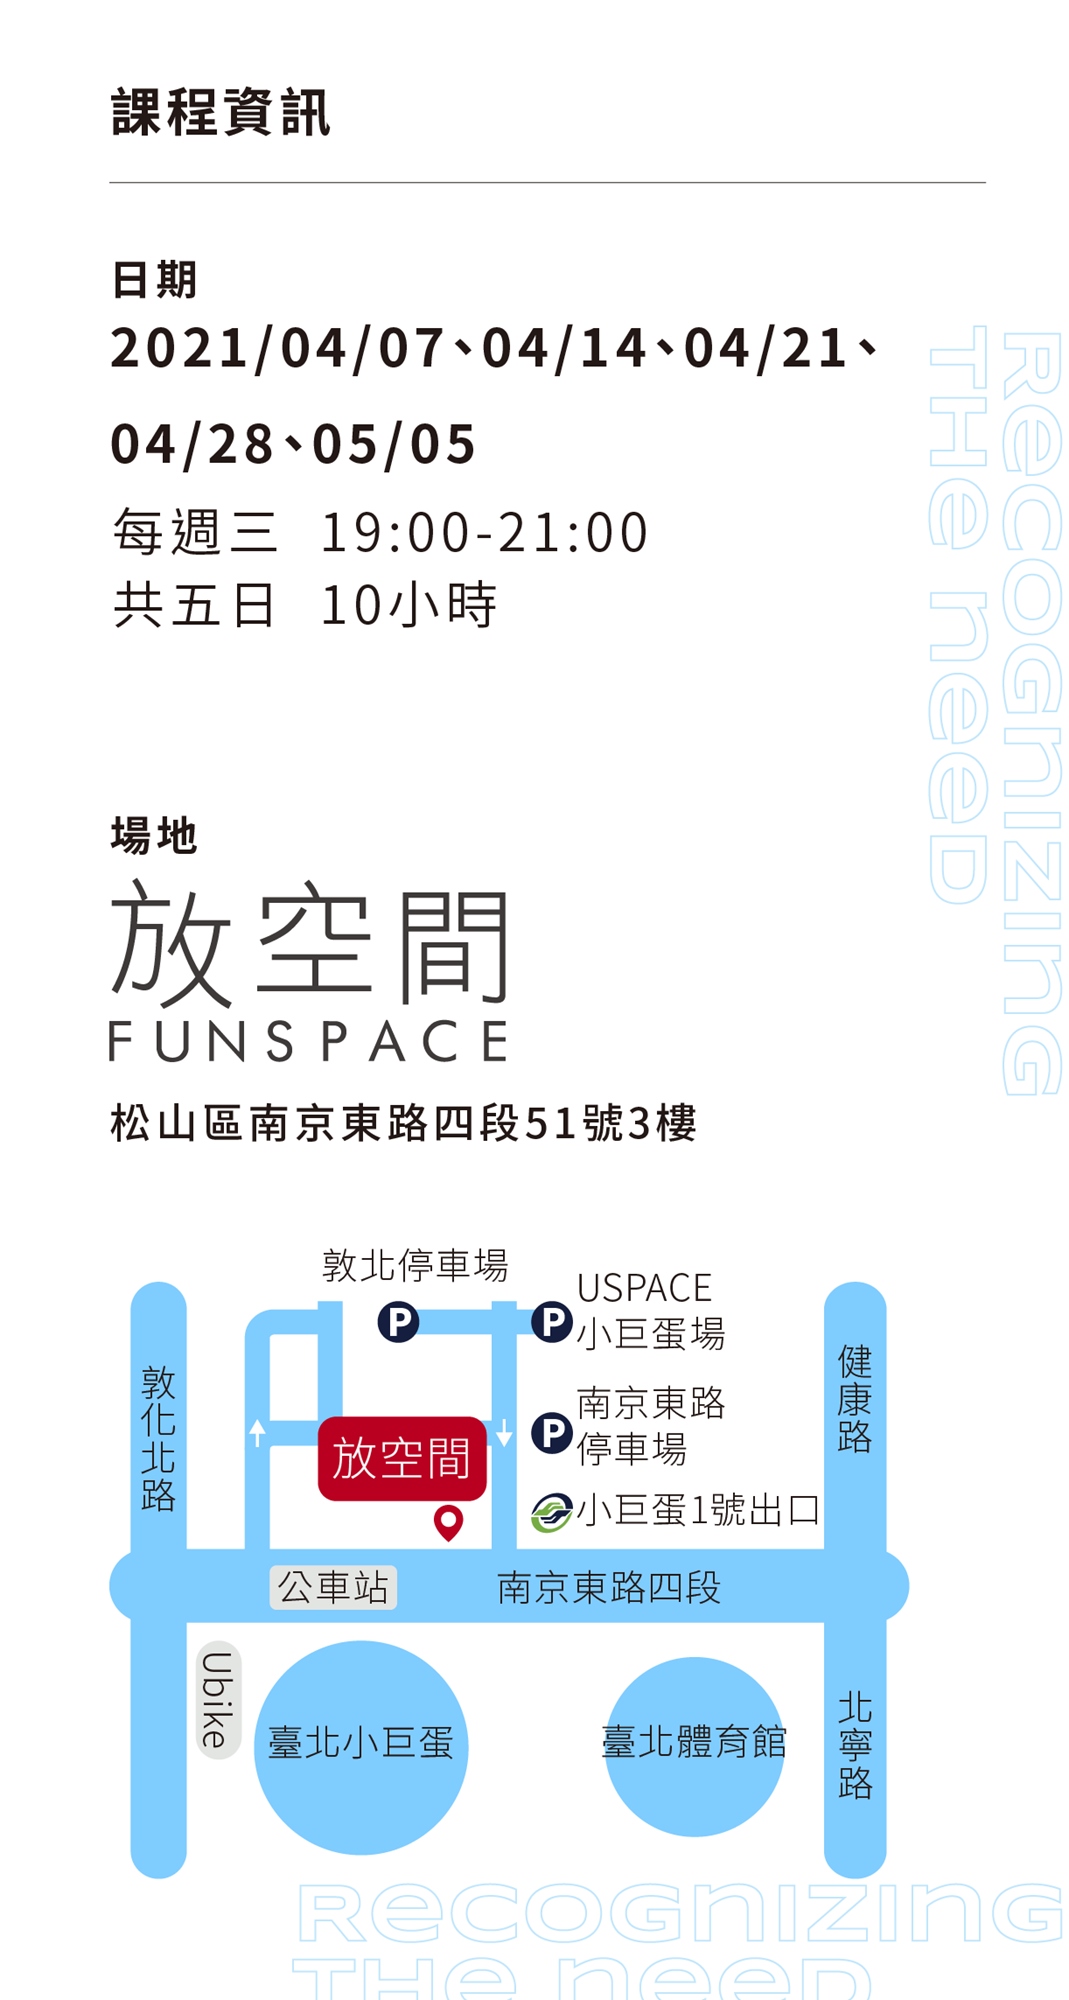 課程資訊
日期
2021/04/07、04/14、04/21、
04/28、05/05
每週三 19:00-21:00
共五日 10小時
場地
放空間
FUNSPACE
松山區南京東路四段51號3樓
敦北停車場
P
P
USPACE
小巨蛋場
P
南京東路
停車場
小巨蛋1號出口
敦化北路
放空間
健康路
公車站
南京東路四段
Ubike
臺北小巨蛋
臺北體育館
北寧路
RecoGnIZInG
THe neeD
RecoGnIZInG
THe neeD